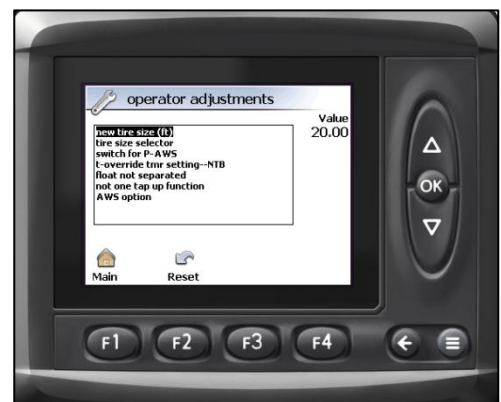 operator adjustments
Value
new tire size (ft)
20.00
tire size selector
switch for P-AWS
t-override tmr setting--NTB
float not separated
not one tap up function
AWS option
Main
Reset
OK
F1
F2
F3
F4